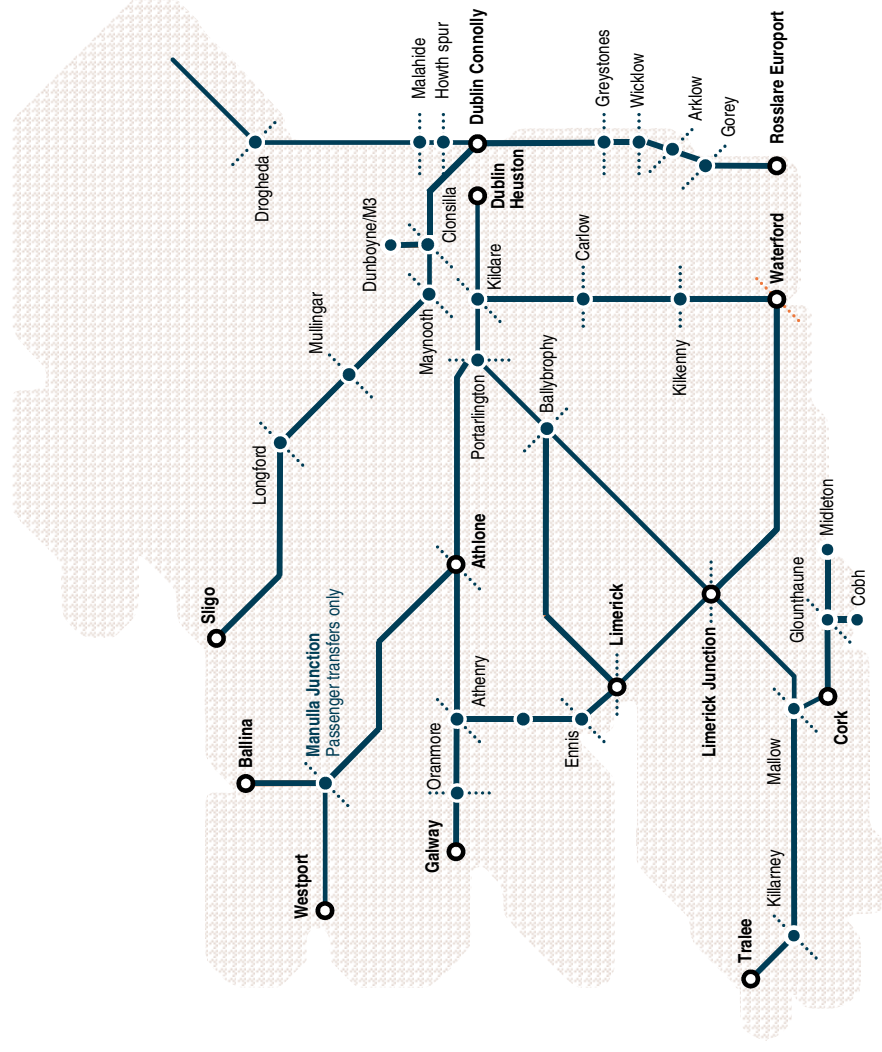 Malahide
Howth spur
Dublin Connolly
Greystones
Wicklow
Arklow
Gorey
Rosslare Europort
Drogheda
Dunboyne/M3
Clonsilla
Dublin
Heuston
Kildare
Carlow
Waterford
Mullingar
Maynooth
Portarlington
Ballybrophy
Kilkenny
Longford
Sligo
Athlone
Limerick
Limerick Junction
Glounthaune
Midleton
Cobh
Ballina
Manulla Junction
Passenger transfers only
Oranmore
Athenry
Ennis
Mallow
Cork
Westport
Galway
Killarney
Tralee